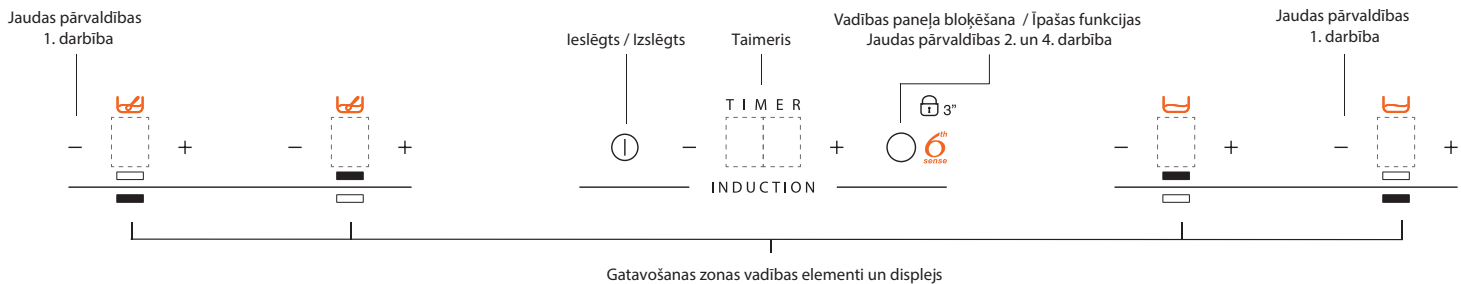 Jaudas pārvaldības
1. darbība
Ieslēgts / Izslēgts
Taimeris
Vadības paneļa bloķēšana / Īpašas funkcijas
Jaudas pārvaldības 2. un 4. darbība
Jaudas pārvaldības
1. darbība
TIMER
3"
- + - + - + 6th - + - +
sense
INDUCTION
Gatavošanas zonas vadības elementi un displejs